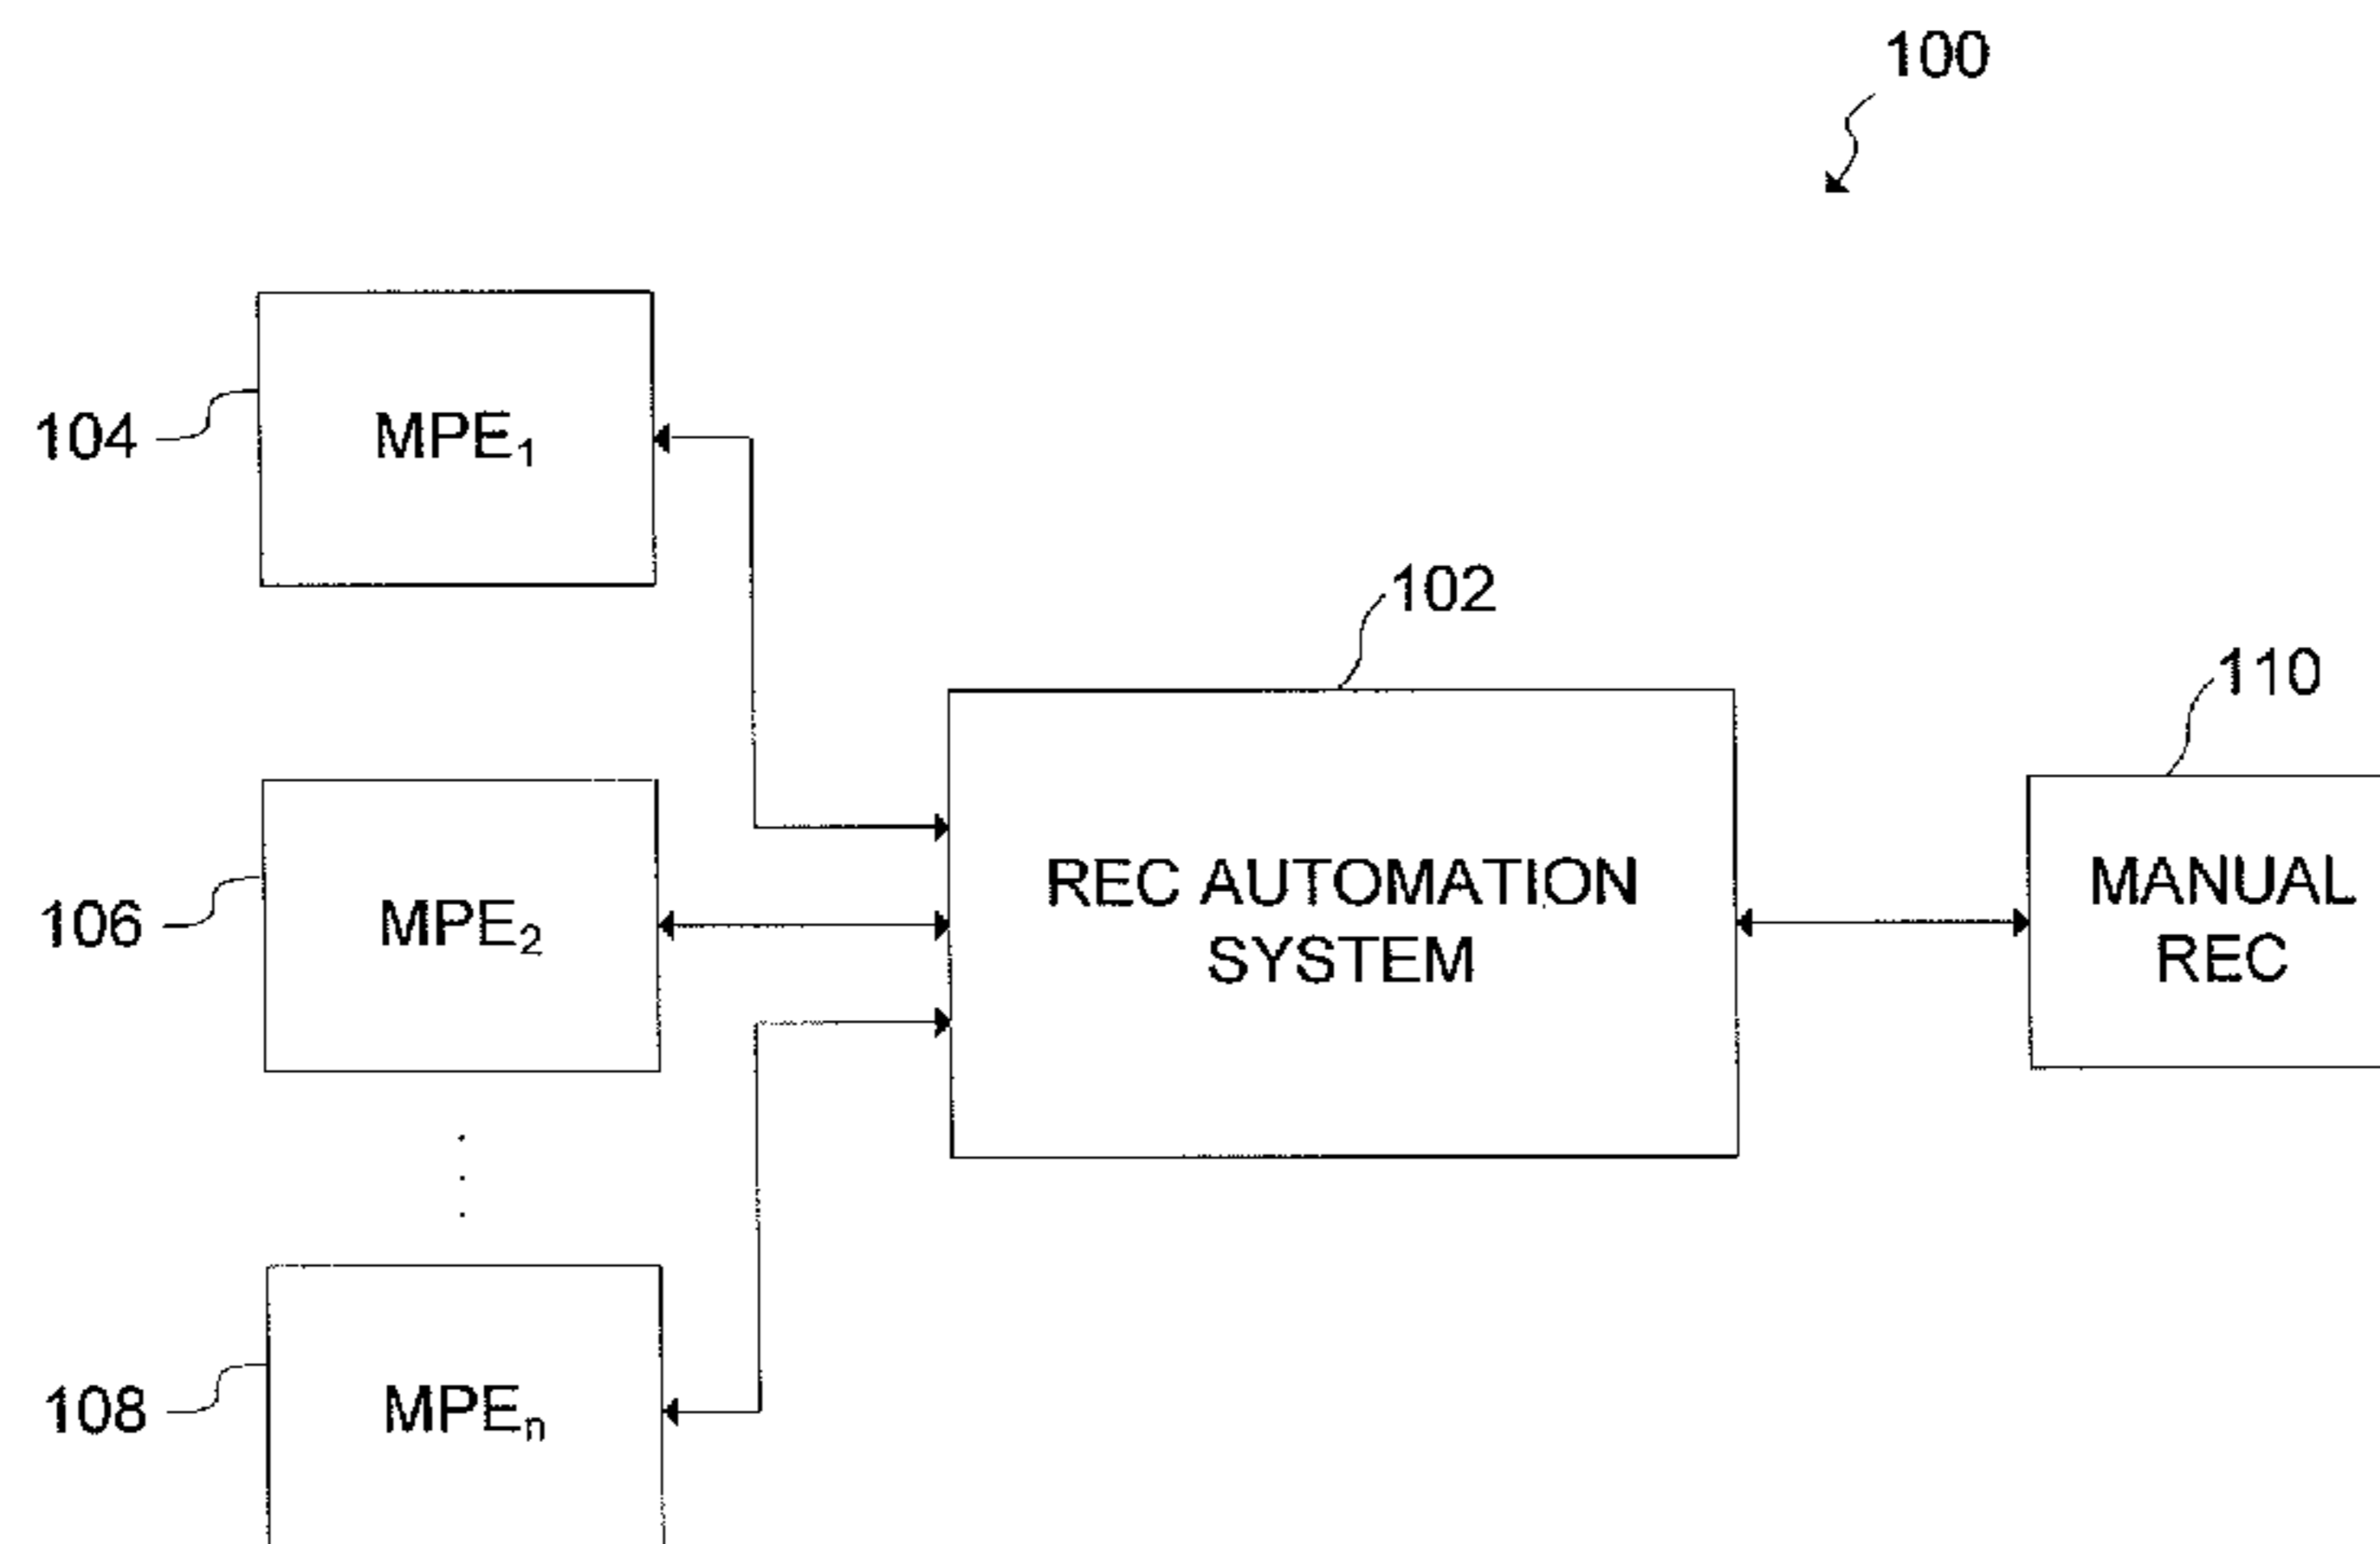 100
104
MPE₁
102
110
106
MPE₂
REC AUTOMATION
SYSTEM
MANUAL
REC
108
MPEₙ